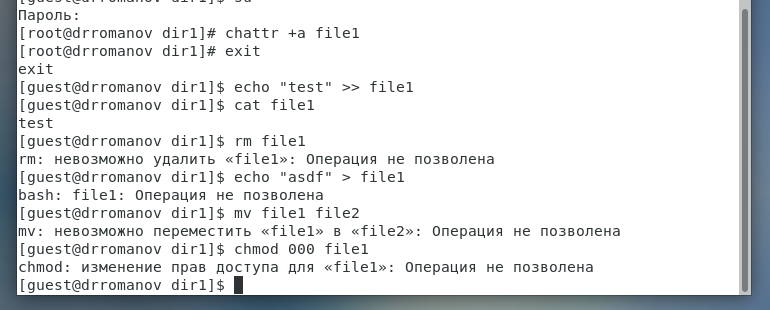 [guest@drromanov dir1]$ su
Пароль:
[root@drromanov dir1]# chattr +a file1
[root@drromanov dir1]# exit
exit
[guest@drromanov dir1]$ echo "test" >> file1
[guest@drromanov dir1]$ cat file1
test
[guest@drromanov dir1]$ rm file1
rm: невозможно удалить «file1»: Операция не позволена
[guest@drromanov dir1]$ echo "asdf" > file1
bash: file1: Операция не позволена
[guest@drromanov dir1]$ mv file1 file2
mv: невозможно переместить «file1» в «file2»: Операция не позволена
[guest@drromanov dir1]$ chmod 000 file1
chmod: изменение прав доступа для «file1»: Операция не позволена
[guest@drromanov dir1]$